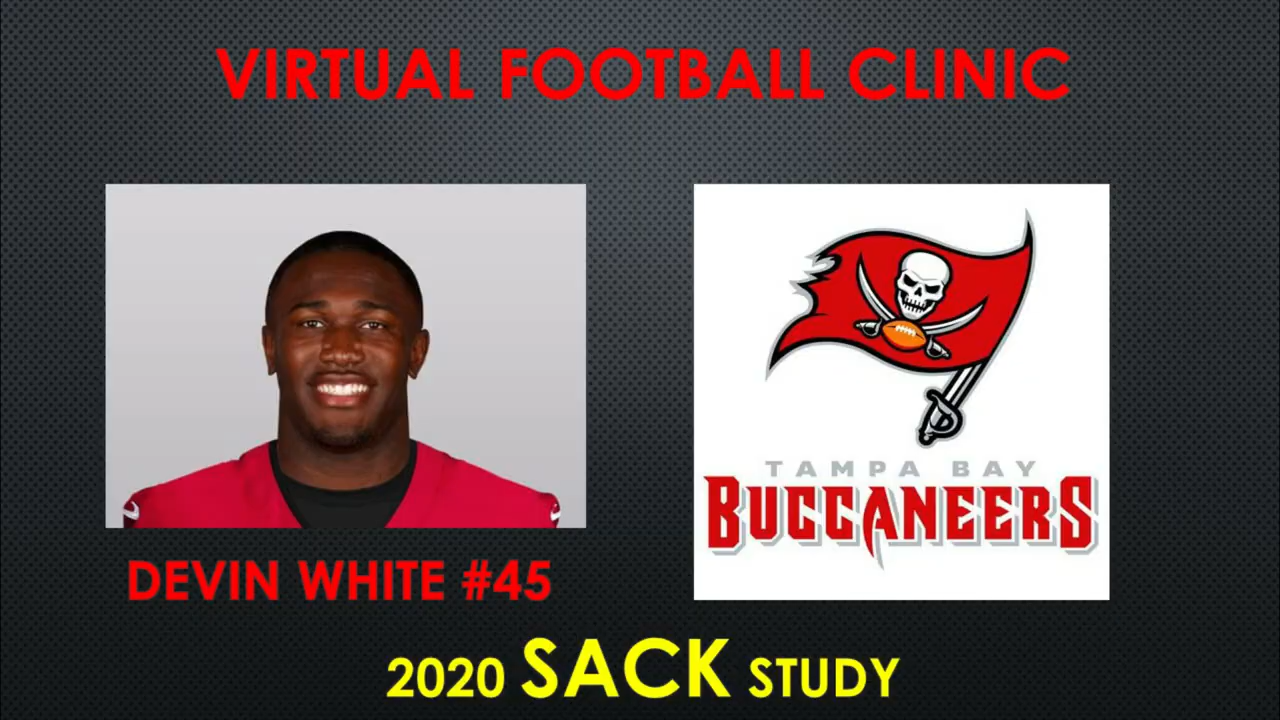 VIRTUAL FOOTBALL CLINIC
TAMPA BAY
BUCCANEERS
DEVIN WHITE #45
2020 SACK STUDY